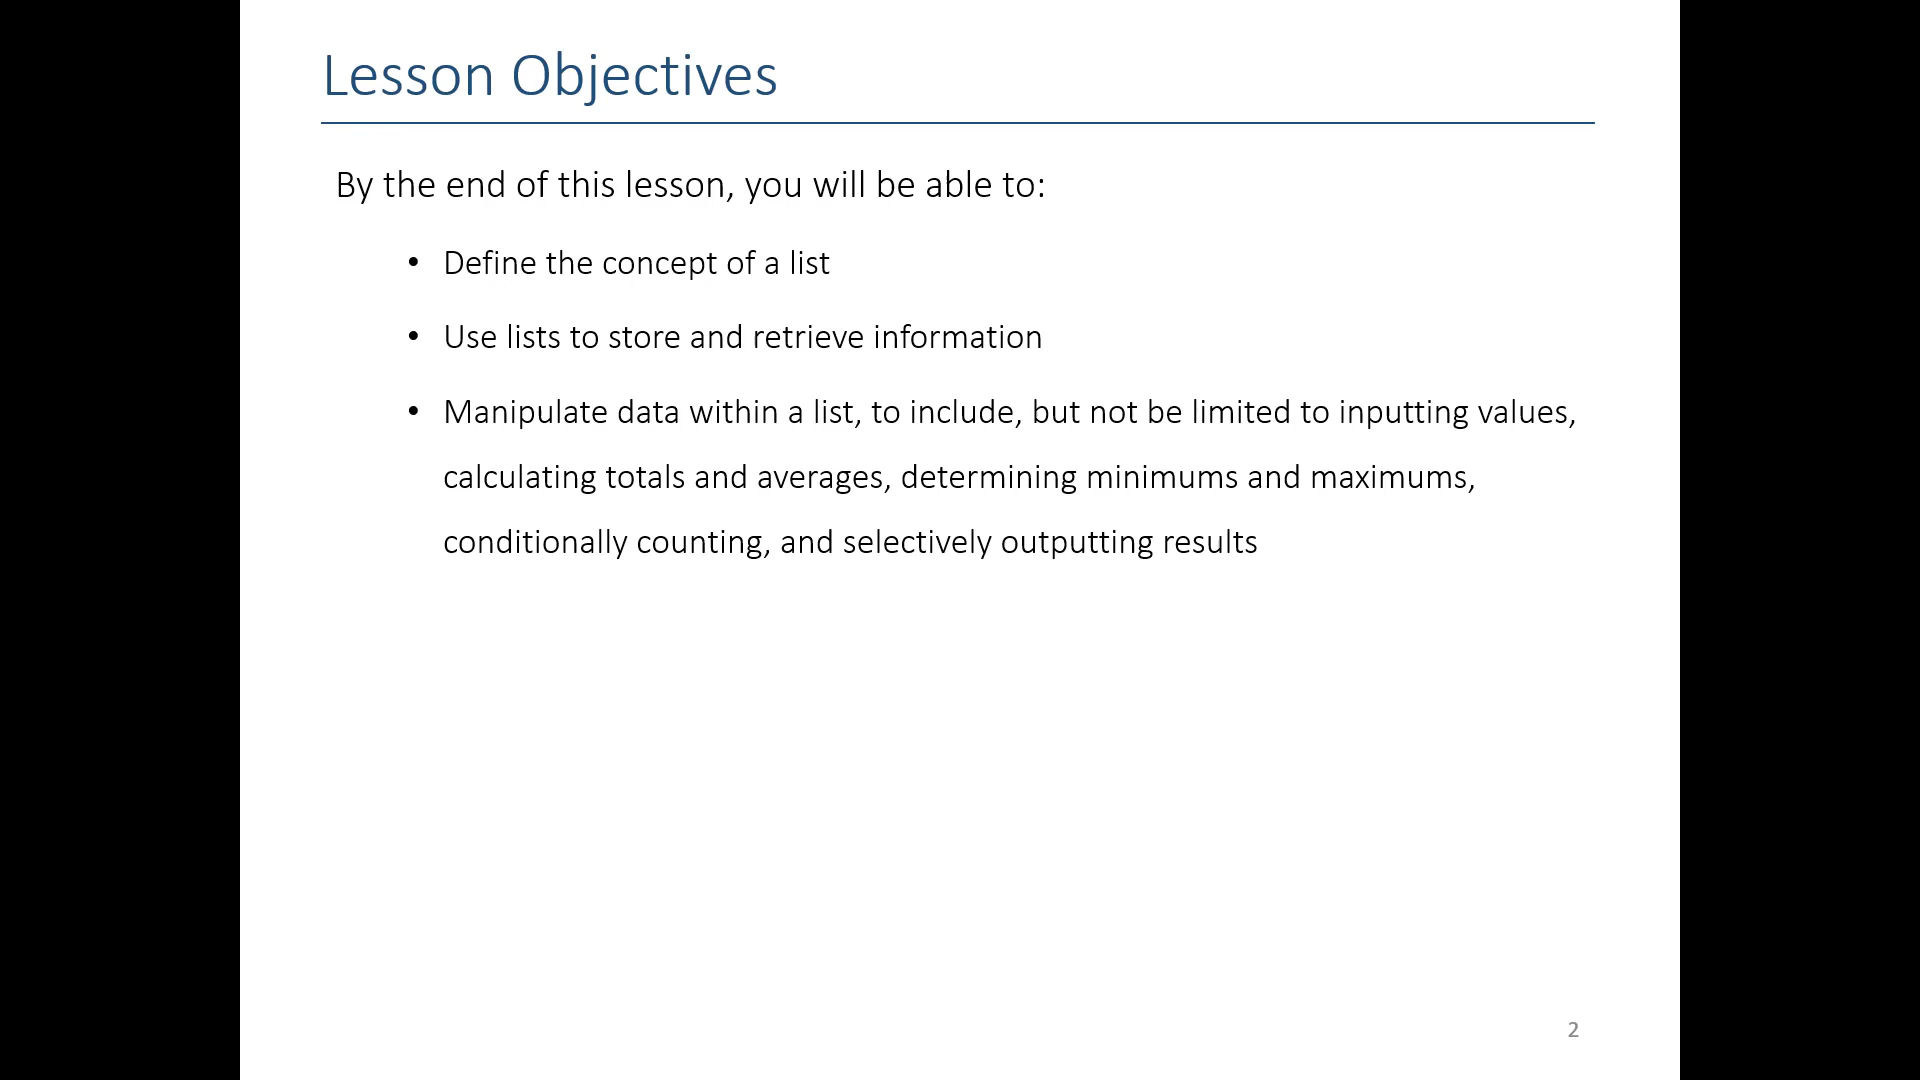 Lesson Objectives
By the end of this lesson, you will be able to:
• Define the concept of a list
• Use lists to store and retrieve information
• Manipulate data within a list, to include, but not be limited to inputting values,
calculating totals and averages, determining minimums and maximums,
conditionally counting, and selectively outputting results
2